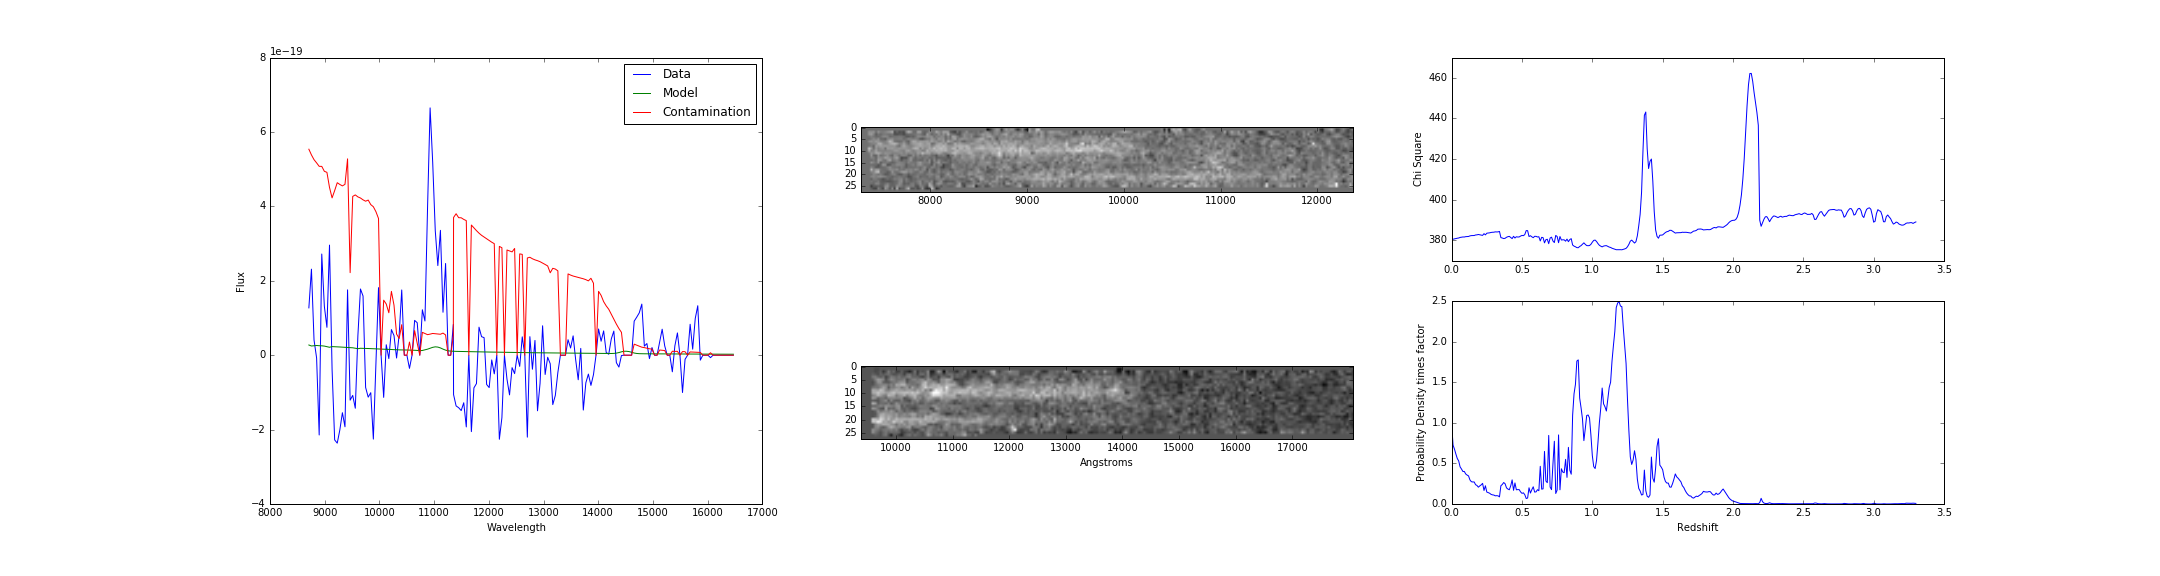 1e−19
8
6
4
2
0
−2
−4
8000 9000 10000 11000 12000 13000 14000 15000 16000 17000
Wavelength
Flux
Data
Model
Contamination
0
5
10
15
20
25
8000 9000 10000 11000 12000
0
5
10
15
20
25
10000 11000 12000 13000 14000 15000 16000 17000
Angstroms
460
440
420
400
380
0.0 0.5 1.0 1.5 2.0 2.5 3.0 3.5
Chi Square
2.5
2.0
1.5
1.0
0.5
0.0
0.0 0.5 1.0 1.5 2.0 2.5 3.0 3.5
Redshift
Probability Density times factor